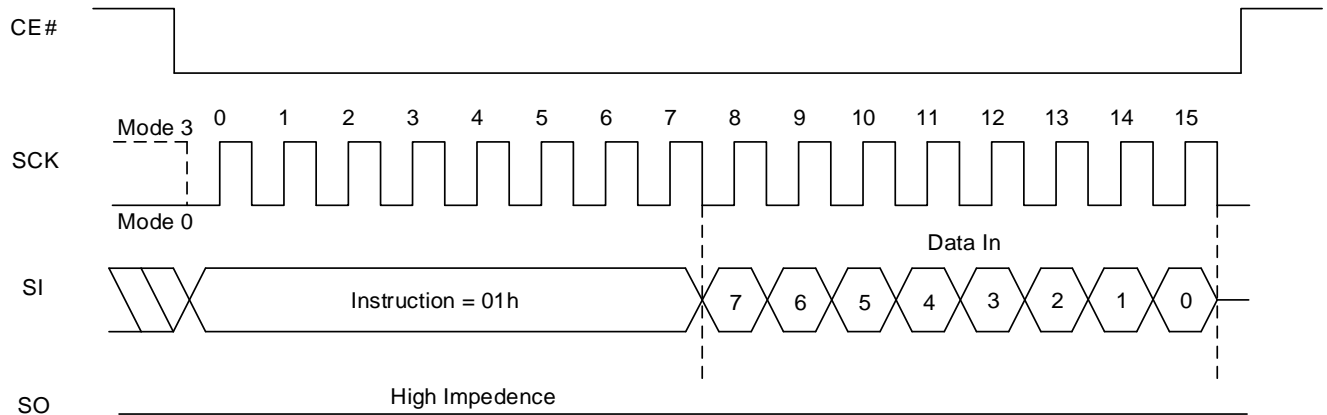 CE#
Mode 3
0 1 2 3 4 5 6 7 8 9 10 11 12 13 14 15
SCK
Mode 0
Data In
SI
Instruction = 01h
7 6 5 4 3 2 1 0
High Impedence
SO